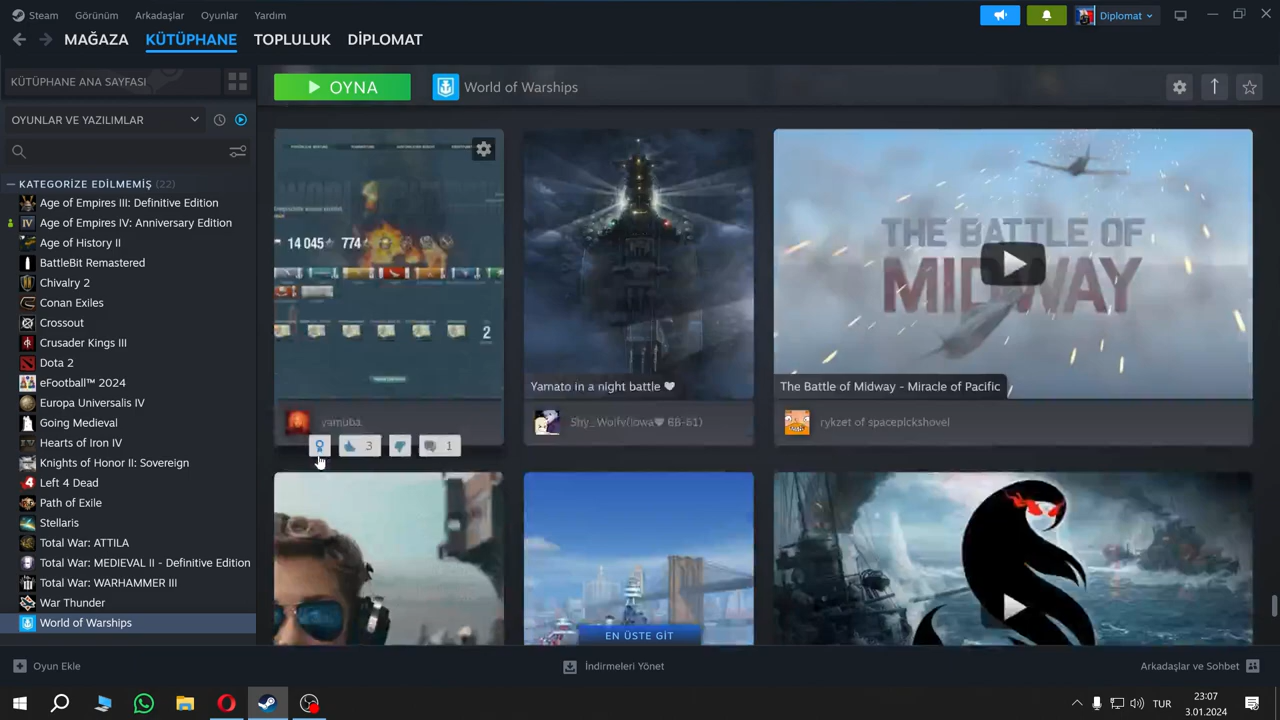 Steam
Görünüm
Arkadaşlar
Oyunlar
Yardım
Diplomat
MAĞAZA
KÜTÜPHANE
TOPLULUK
DİPLOMAT
KÜTÜPHANE ANA SAYFASI
OYNA
World of Warships
OYUNLAR VE YAZILIMLAR
KATEGORİZE EDİLMEMİŞ (22)
Age of Empires III: Definitive Edition
Age of Empires IV: Anniversary Edition
Age of History II
BattleBit Remastered
Chivalry 2
Conan Exiles
Crossout
Crusader Kings III
Dota 2
eFootball™ 2024
Europa Universalis IV
Going Medieval
Hearts of Iron IV
Knights of Honor II: Sovereign
Left 4 Dead
Path of Exile
Stellaris
Total War: ATTILA
Total War: MEDIEVAL II - Definitive Edition
Total War: WARHAMMER III
War Thunder
World of Warships
14 045
774
2
yamuba
3
1
Yamato in a night battle ❤
Shy_Wolfy(Iowa❤ BB-61)
THE BATTLE OF
MIDWAY
The Battle of Midway - Miracle of Pacific
rykzet of spacepickshovel
EN ÜSTE GİT
Oyun Ekle
İndirmeleri Yönet
Arkadaşlar ve Sohbet
TUR
23:07
3.01.2024